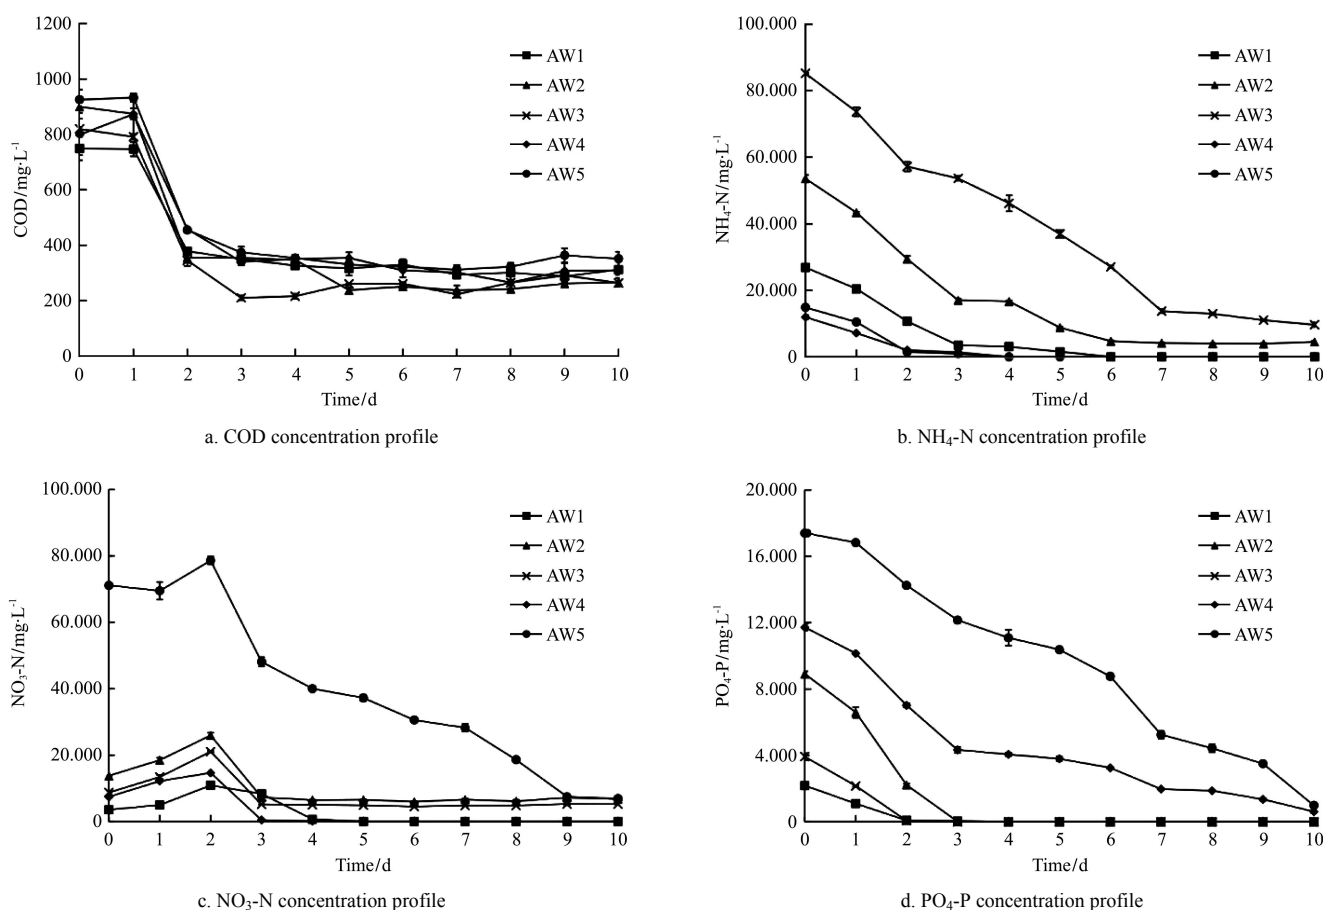 1200
1000
800
600
400
200
0
COD/mg·L⁻¹
AW1
AW2
AW3
AW4
AW5
0 1 2 3 4 5 6 7 8 9 10
Time/d
a. COD concentration profile
100.000
80.000
60.000
40.000
20.000
0
NH₄-N/mg·L⁻¹
AW1
AW2
AW3
AW4
AW5
0 1 2 3 4 5 6 7 8 9 10
Time/d
b. NH₄-N concentration profile
100.000
80.000
60.000
40.000
20.000
0
NO₃-N/mg·L⁻¹
AW1
AW2
AW3
AW4
AW5
0 1 2 3 4 5 6 7 8 9 10
Time/d
c. NO₃-N concentration profile
20.000
16.000
12.000
8.000
4.000
0
PO₄-P/mg·L⁻¹
AW1
AW2
AW3
AW4
AW5
0 1 2 3 4 5 6 7 8 9 10
Time/d
d. PO₄-P concentration profile